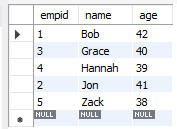 empid name age
1 Bob 42
3 Grace 40
4 Hannah 39
2 Jon 41
5 Zack 38
NULL NULL NULL